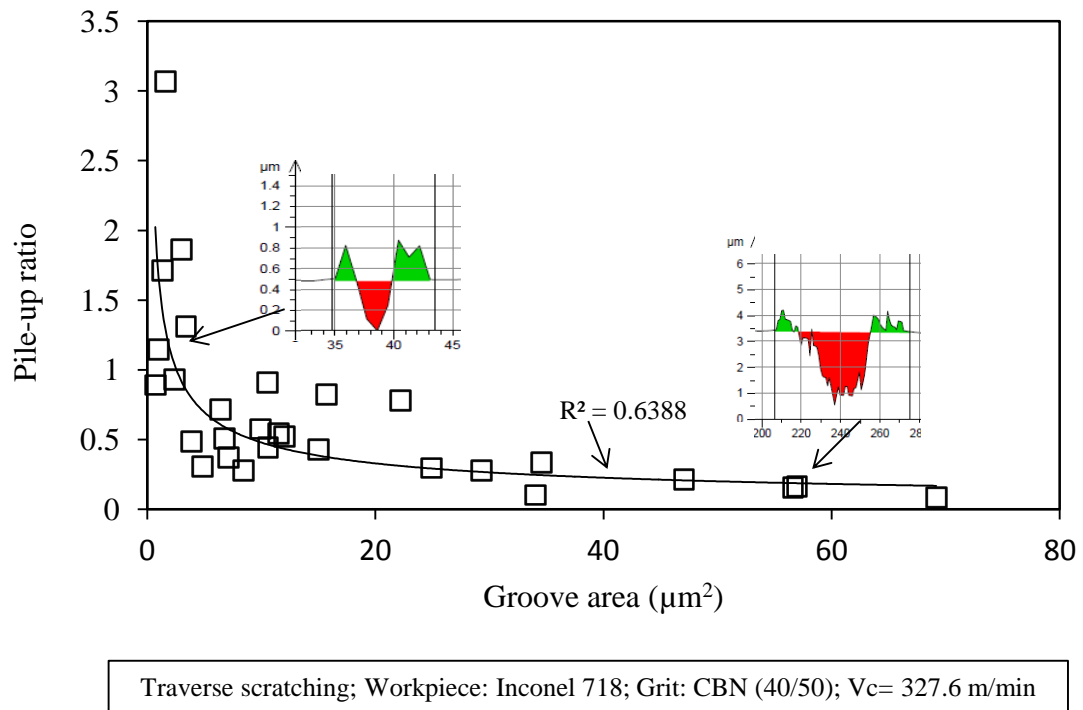 3.5
3
2.5
2
1.5
1
0.5
0
Pile-up ratio
0 20 40 60 80
Groove area (µm²)
µm
1.4
1.2
1
0.8
0.6
0.4
0.2
0
35 40 45
µm
6
5
4
3
2
1
0
200 220 240 260 28
R² = 0.6388
Traverse scratching; Workpiece: Inconel 718; Grit: CBN (40/50); Vc= 327.6 m/min